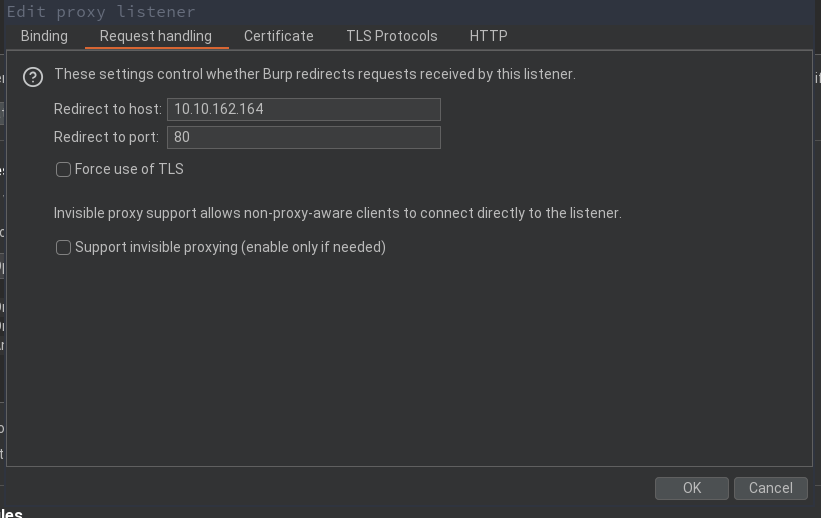 Edit proxy listener
Binding Request handling Certificate TLS Protocols HTTP
These settings control whether Burp redirects requests received by this listener.
Redirect to host: 10.10.162.164
Redirect to port: 80
Force use of TLS
Invisible proxy support allows non-proxy-aware clients to connect directly to the listener.
Support invisible proxying (enable only if needed)
OK Cancel